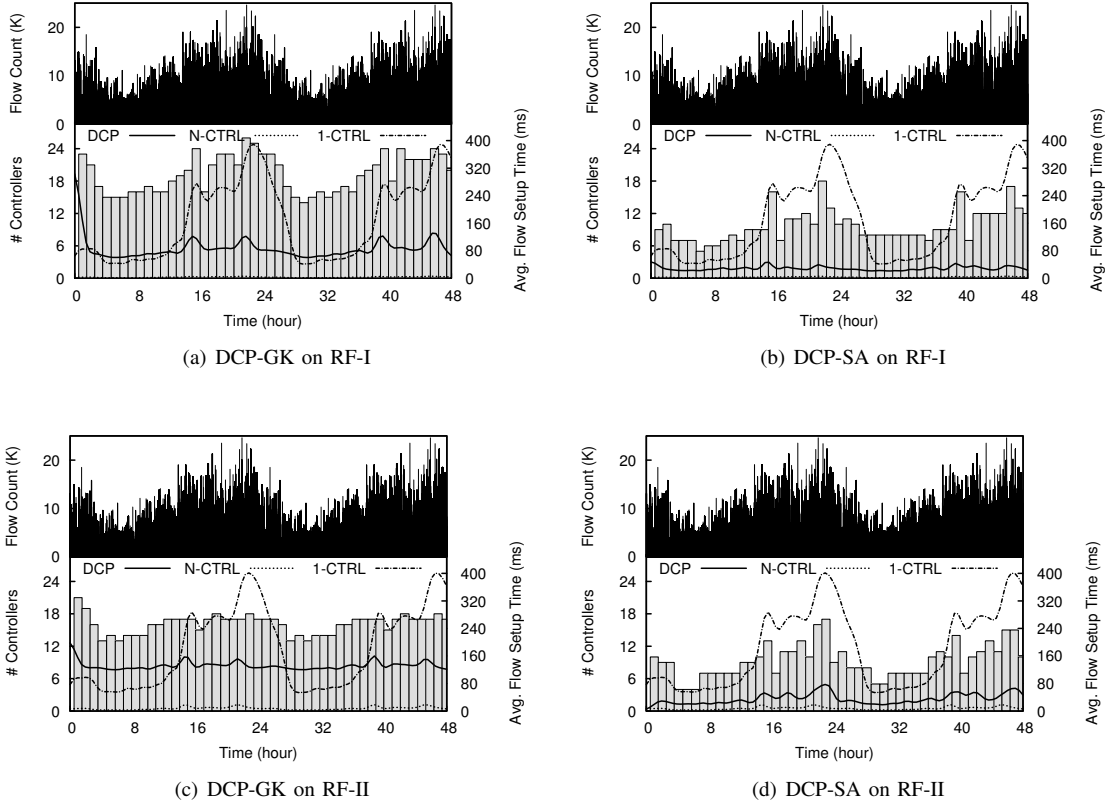 20
10
0
Flow Count (K)
DCP N-CTRL 1-CTRL
24
18
12
6
0
# Controllers
400
320
240
160
80
0
Avg. Flow Setup Time (ms)
0 8 16 24 32 40 48
Time (hour)
(a) DCP-GK on RF-I
20
10
0
Flow Count (K)
DCP N-CTRL 1-CTRL
24
18
12
6
0
# Controllers
400
320
240
160
80
0
Avg. Flow Setup Time (ms)
0 8 16 24 32 40 48
Time (hour)
(b) DCP-SA on RF-I
20
10
0
Flow Count (K)
DCP N-CTRL 1-CTRL
24
18
12
6
0
# Controllers
400
320
240
160
80
0
Avg. Flow Setup Time (ms)
0 8 16 24 32 40 48
Time (hour)
(c) DCP-GK on RF-II
20
10
0
Flow Count (K)
DCP N-CTRL 1-CTRL
24
18
12
6
0
# Controllers
400
320
240
160
80
0
Avg. Flow Setup Time (ms)
0 8 16 24 32 40 48
Time (hour)
(d) DCP-SA on RF-II